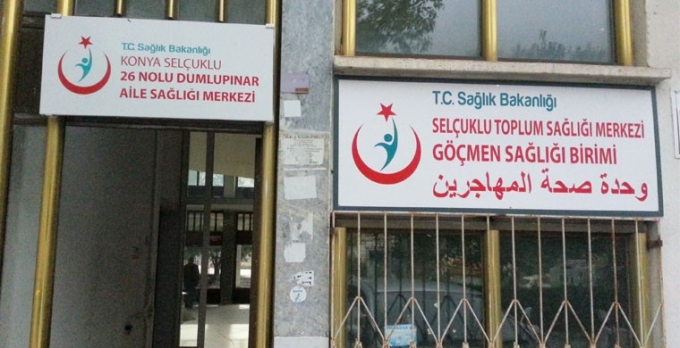 T.C. Sağlık Bakanlığı
KONYA SELÇUKLU
26 NOLU DUMLUPINAR
AİLE SAĞLIĞI MERKEZİ
T.C. Sağlık Bakanlığı
SELÇUKLU TOPLUM SAĞLIĞI MERKEZİ
GÖÇMEN SAĞLIĞI BİRİMİ
وحدة صحة المهاجرين